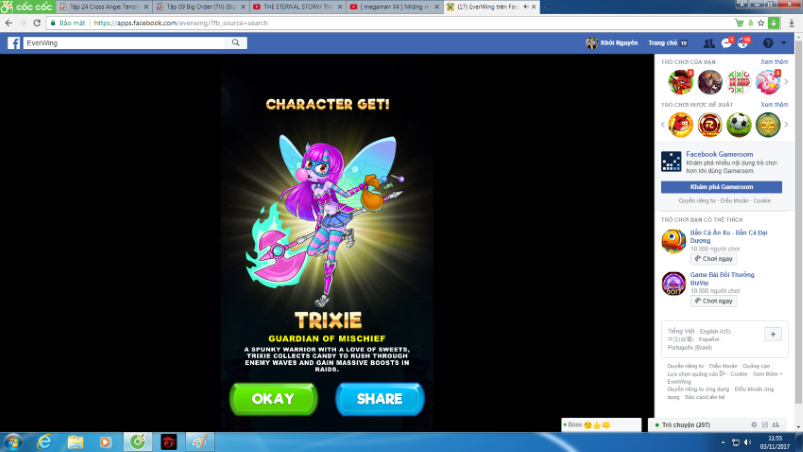 CỐC CỐC
Tập 24 Cross Ange Tensh
Tập 09 Big Order (TV) (Big
THE ETERNAL STORY/ TH
[ megaman X4 ] Những n
(17) EverWing trên Fac
Bảo mật
https://apps.facebook.com/everwing/?fb_source=search
EverWing
Khôi Nguyên
Trang chủ
TRÒ CHƠI CỦA BẠN
Xem thêm
TRÒ CHƠI ĐƯỢC ĐỀ XUẤT
Xem thêm
Facebook Gameroom
Khám phá nhiều nội dung trò chơi
hơn khi dùng Gameroom.
Khám phá Gameroom
Quyền riêng tư · Điều khoản · Cookie
TRÒ CHƠI BẠN CÓ THỂ THÍCH
Bắn Cá Ăn Xu - Bắn Cá Đại
Dương
10.000 người chơi
Chơi ngay
Game Bài Đổi Thưởng
BizVip
10.000 người chơi
Chơi ngay
Tiếng Việt · English (US)
中文(台灣) · Español ·
Português (Brasil)
Quyền riêng tư · Điều khoản · Quảng cáo
Lựa chọn quảng cáo · Cookie · Xem thêm
EverWing
Quyền riêng tư ứng dụng · Điều khoản ứng
dụng · Báo cáo/Liên hệ
CHARACTER GET!
TRIXIE
GUARDIAN OF MISCHIEF
A SPUNKY WARRIOR WITH A LOVE OF SWEETS,
TRIXIE COLLECTS CANDY TO RUSH THROUGH
ENEMY WAVES AND GAIN MASSIVE BOOSTS IN
RAIDS.
OKAY
SHARE
Boss
Trò chuyện (297)
11:55
03/11/2017